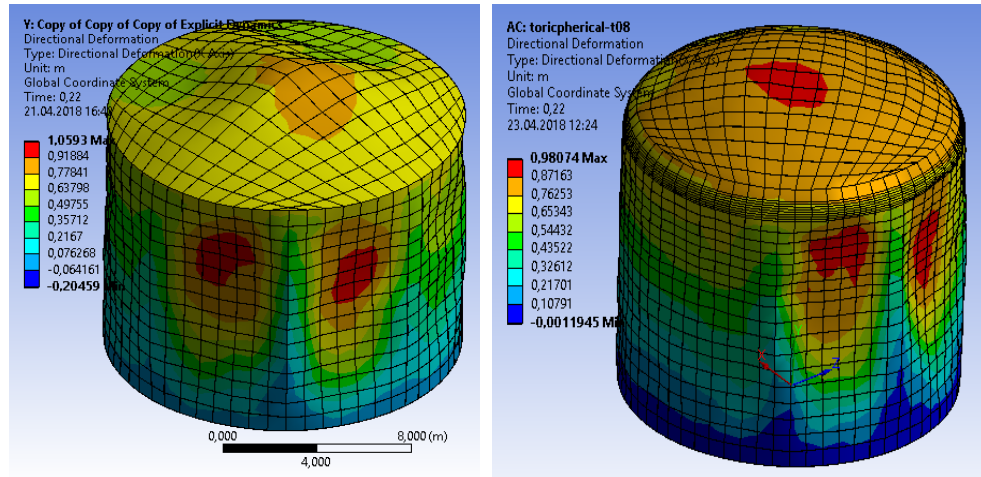 Y: Copy of Copy of Copy of Explicit Dynamics
Directional Deformation
Type: Directional Deformation(X Axis)
Unit: m
Global Coordinate System
Time: 0,22
21.04.2018
1,0593 Max
0,91884
0,77841
0,63798
0,49755
0,35712
0,2167
0,076268
-0,064161
-0,20459 Min
0,000
8,000 (m)
4,000
AC: toricpherical-t08
Directional Deformation
Type: Directional Deformation(X Axis)
Unit: m
Global Coordinate System
Time: 0,22
23.04.2018 12:24
0,98074 Max
0,87163
0,76253
0,65343
0,54432
0,43522
0,32612
0,21701
0,10791
-0,0011945 Min
X
Z